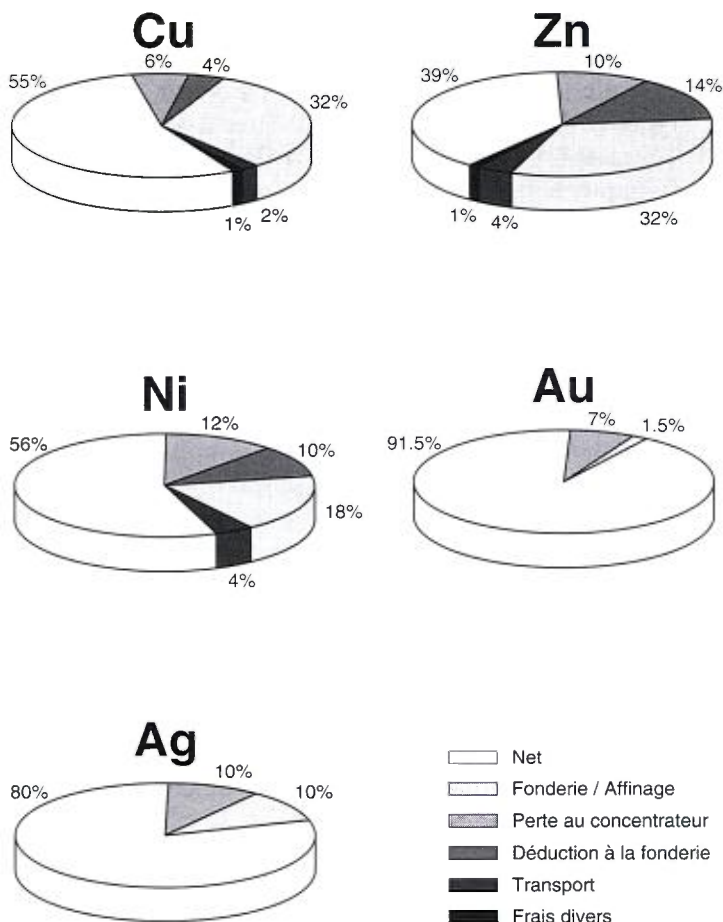 Cu
6%
4%
55%
32%
1%
2%
Zn
10%
39%
14%
1%
4%
32%
Ni
12%
56%
10%
18%
4%
Au
7%
1.5%
91.5%
Ag
10%
80%
10%
Net
Fonderie / Affinage
Perte au concentrateur
Déduction à la fonderie
Transport
Frais divers